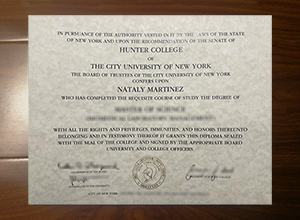 IN PURSUANCE OF THE AUTHORITY VESTED IN IT BY THE LAWS OF THE STATE
OF NEW YORK AND UPON THE RECOMMENDATION OF THE SENATE OF
HUNTER COLLEGE
OF
THE CITY UNIVERSITY OF NEW YORK
THE BOARD OF TRUSTEES OF THE CITY UNIVERSITY OF NEW YORK
CONFERS UPON
NATALY MARTINEZ
WHO HAS COMPLETED THE REQUISITE COURSE OF STUDY THE DEGREE OF
MASTER OF SCIENCE
WITH ALL THE RIGHTS AND PRIVILEGES, IMMUNITIES, AND HONORS THEREUNTO
BELONGING AND IN TESTIMONY THEREOF IT GRANTS THIS DIPLOMA SEALED
WITH THE SEAL OF THE COLLEGE AND SIGNED BY THE APPROPRIATE BOARD
UNIVERSITY AND COLLEGE OFFICERS.